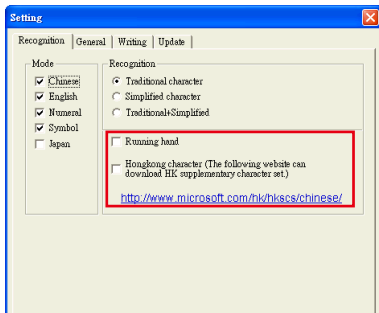 Setting
Recognition General Writing Update
Mode
Chinese
English
Numeral
Symbol
Japan
Recognition
Traditional character
Simplified character
Traditional+Simplified
Running hand
Hongkong character (The following website can
download HK supplementary character set.)
http://www.microsoft.com/hk/hkscs/chinese/